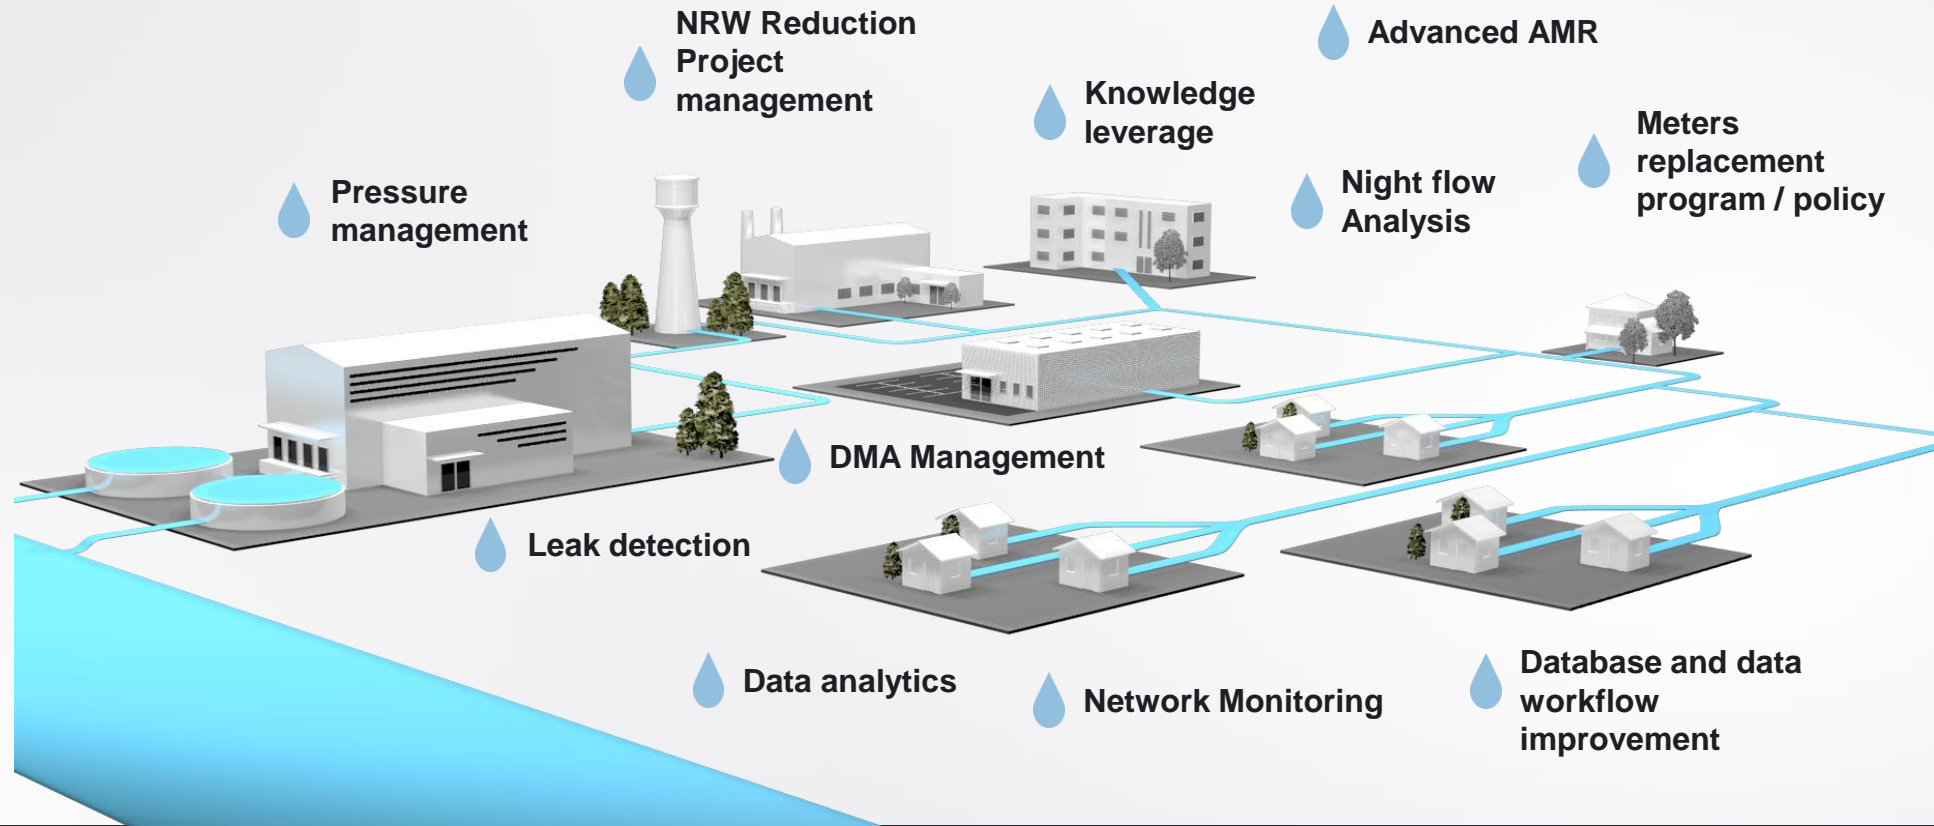 NRW Reduction
Project
management
Advanced AMR
Knowledge
leverage
Meters
replacement
program / policy
Pressure
management
Night flow
Analysis
DMA Management
Leak detection
Data analytics
Network Monitoring
Database and data
workflow
improvement